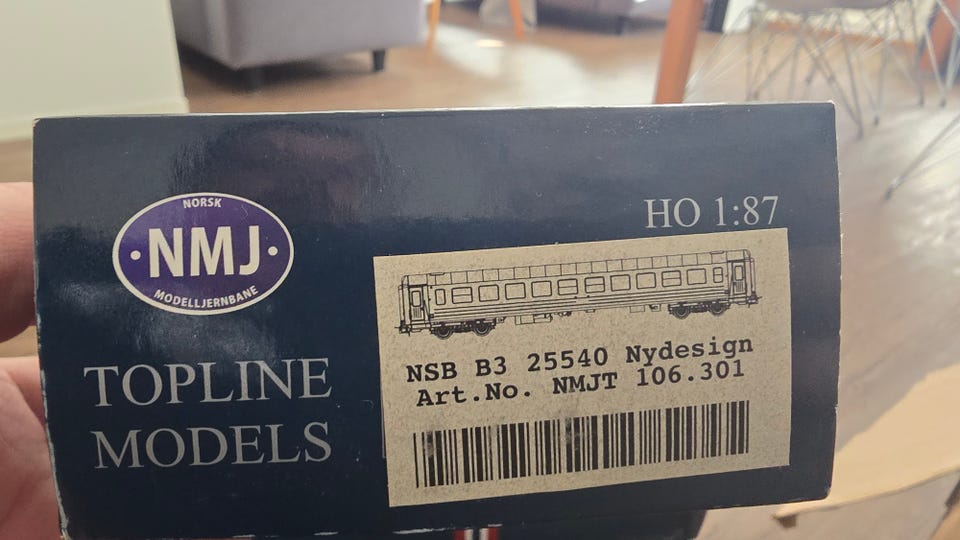 NORSK
·NMJ·
MODELLJERNBANE
TOPLINE
MODELS
HO 1:87
NSB B3 25540 Nydesign
Art.No. NMJT 106.301